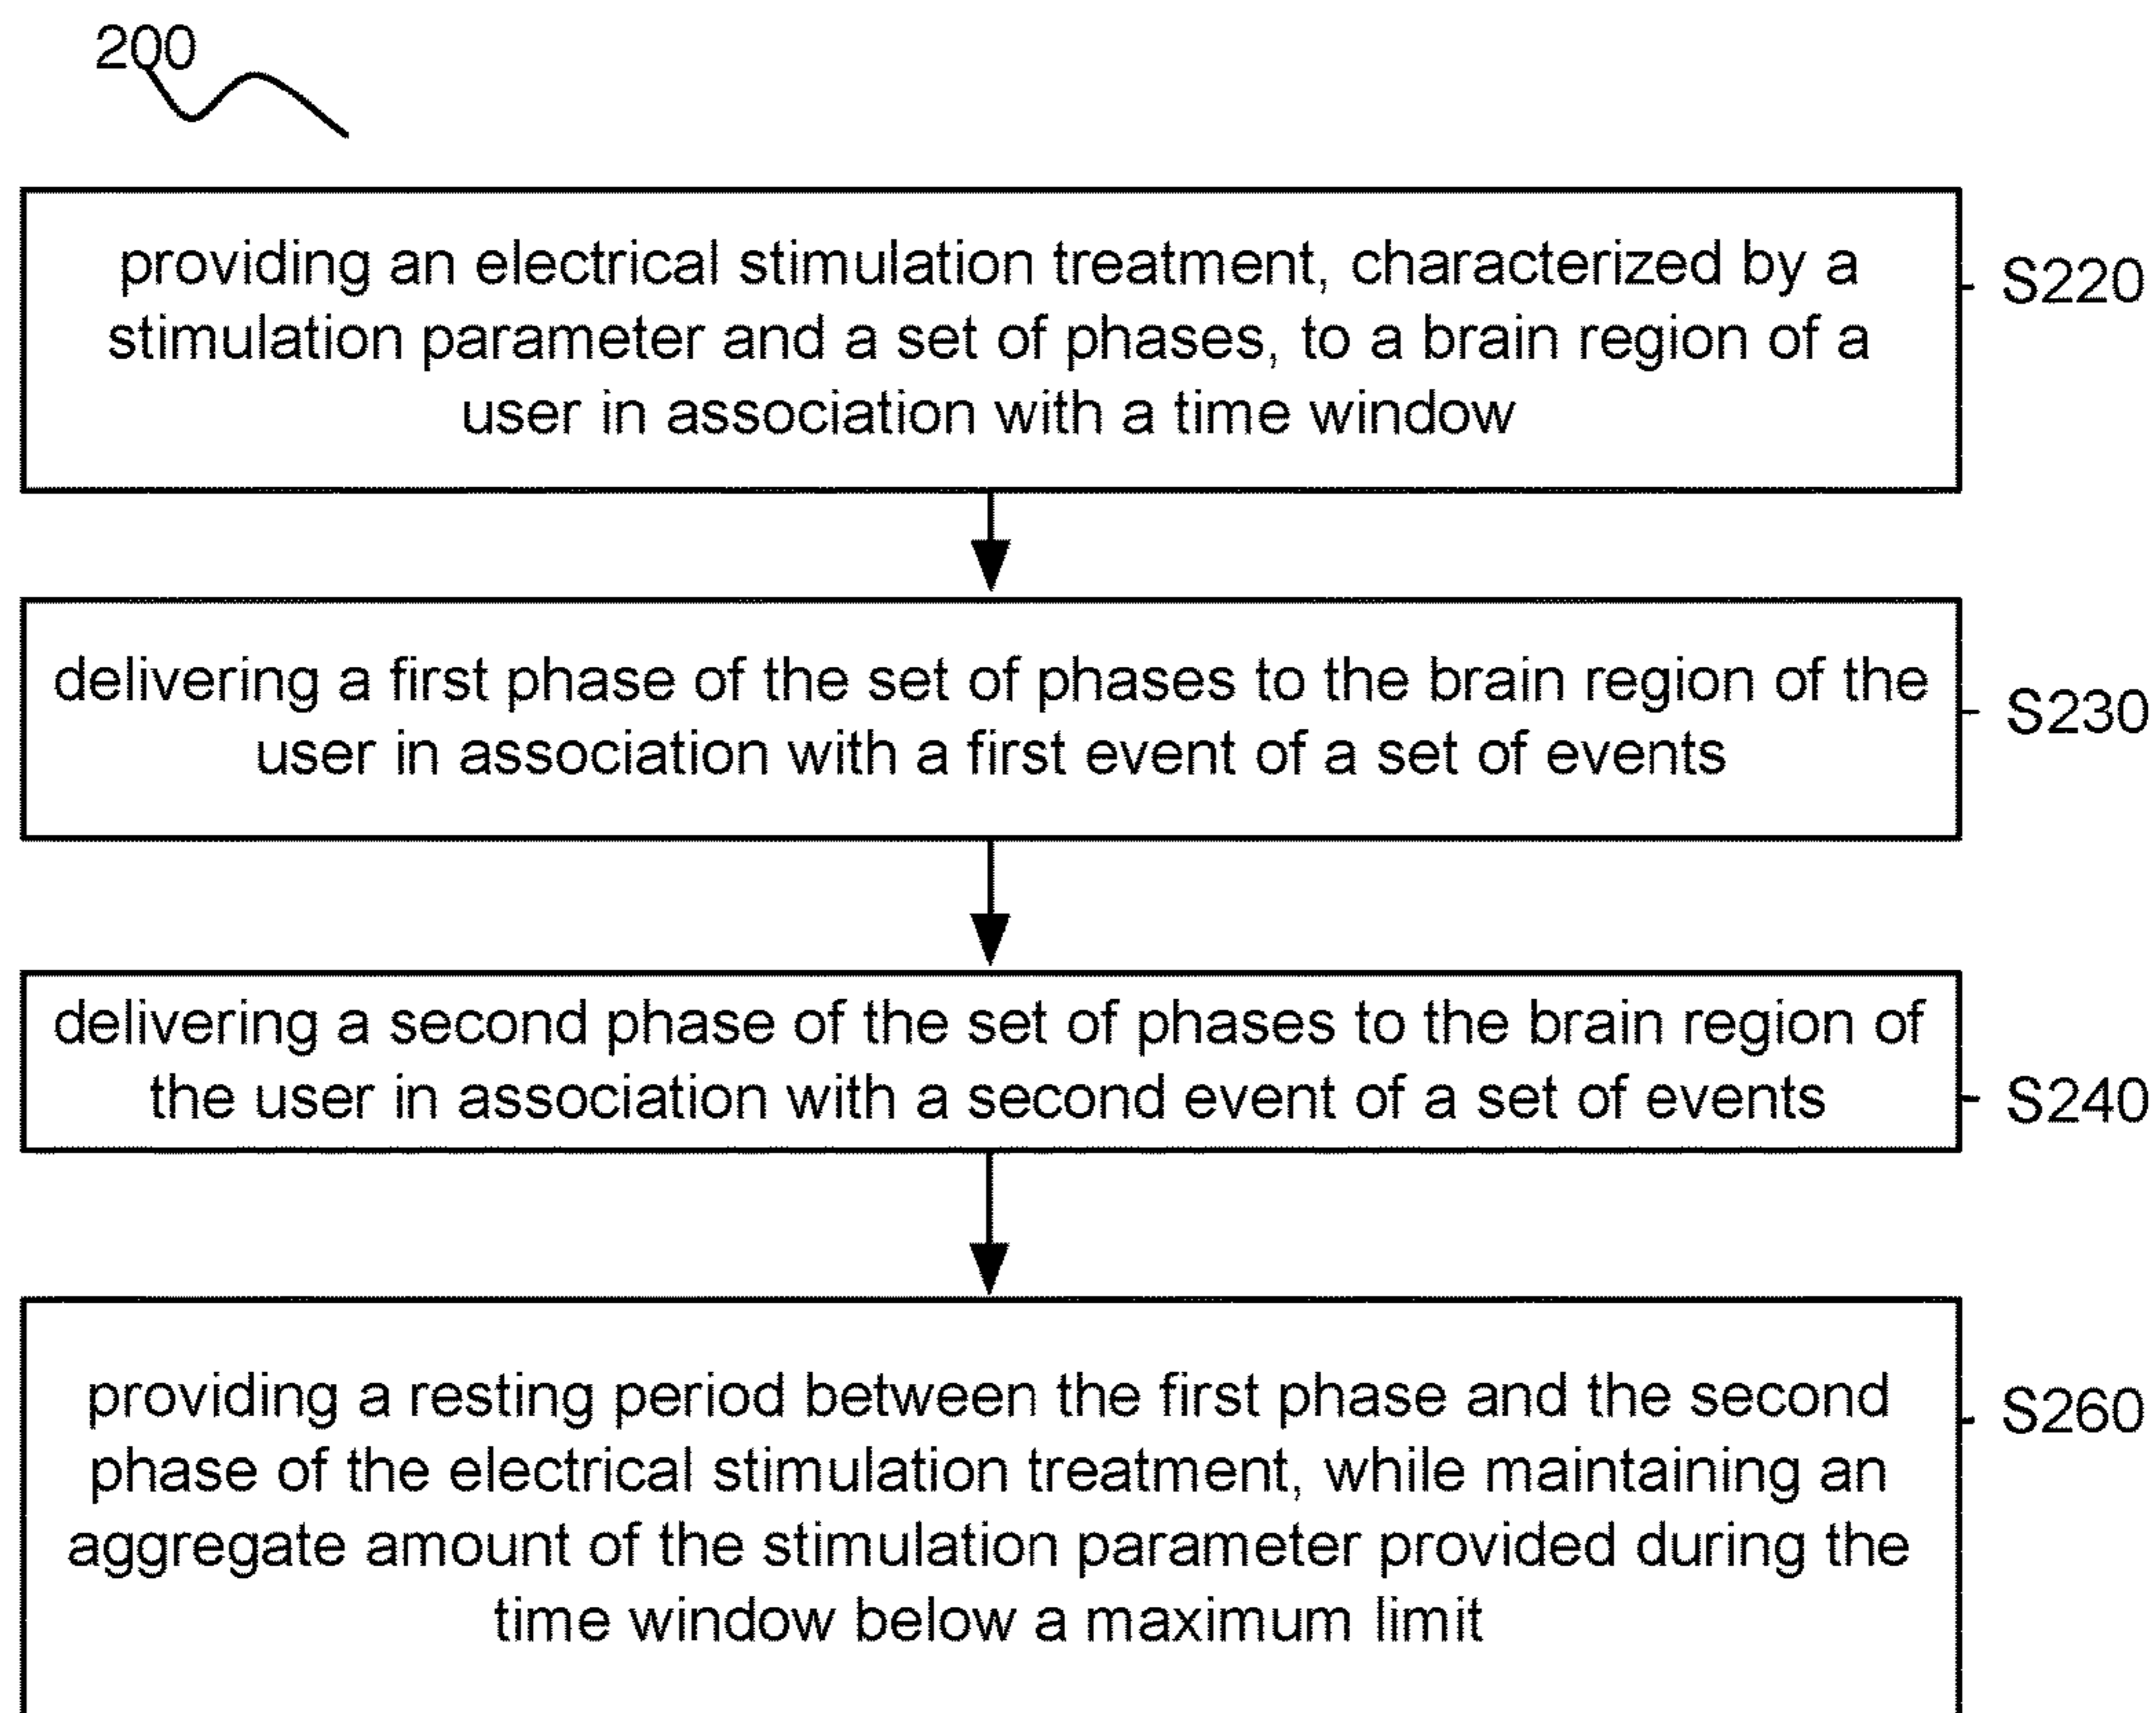 200
providing an electrical stimulation treatment, characterized by a
stimulation parameter and a set of phases, to a brain region of a
user in association with a time window
S220
delivering a first phase of the set of phases to the brain region of the
user in association with a first event of a set of events
S230
delivering a second phase of the set of phases to the brain region of
the user in association with a second event of a set of events
S240
providing a resting period between the first phase and the second
phase of the electrical stimulation treatment, while maintaining an
aggregate amount of the stimulation parameter provided during the
time window below a maximum limit
S260